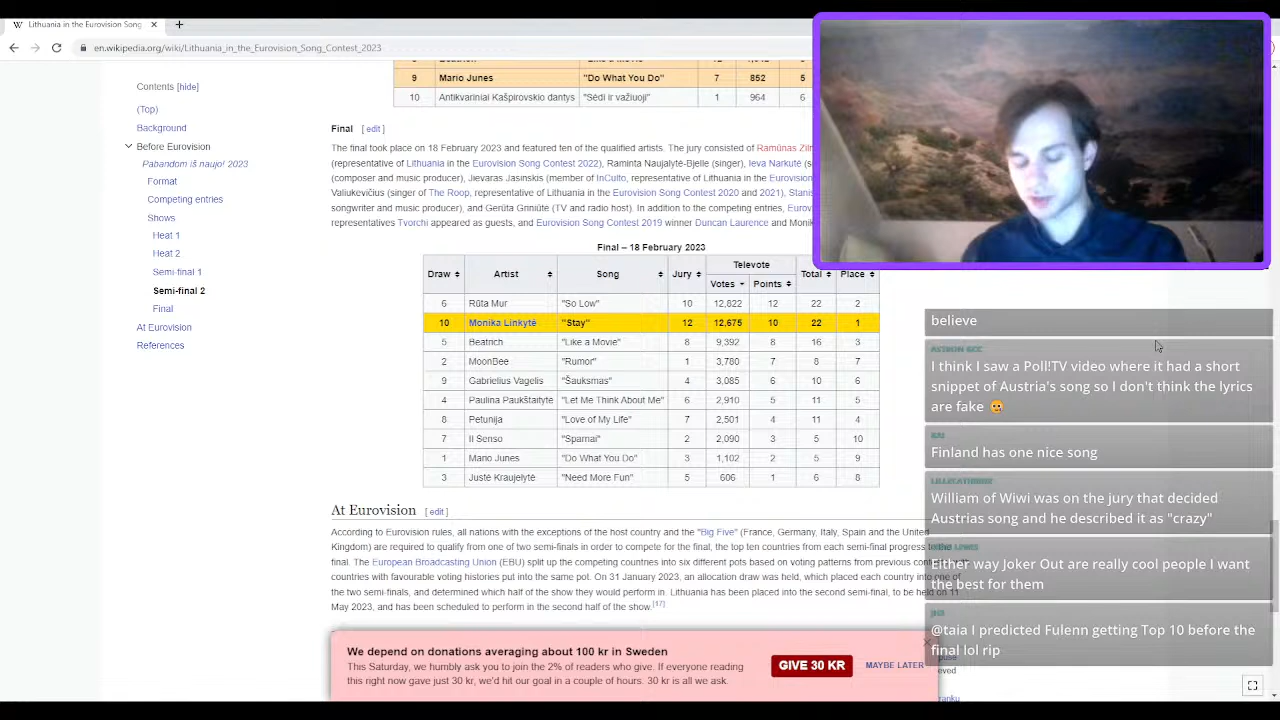 Lithuania in the Eurovision Song
en.wikipedia.org/wiki/Lithuania_in_the_Eurovision_Song_Contest_2023
Contents [hide]
(Top)
Background
Before Eurovision
Pabandom iš naujo! 2023
Format
Competing entries
Shows
Heat 1
Heat 2
Semi-final 1
Semi-final 2
Final
At Eurovision
References
9 Mario Junes "Do What You Do" 7 852 5
10 Antikvariniai Kašpirovskio dantys "Sėdi ir važiuoji" 1 964 6
Final [ edit ]
The final took place on 18 February 2023 and featured ten of the qualified artists. The jury consisted of Ramūnas Ziln
(representative of Lithuania in the Eurovision Song Contest 2022), Raminta Naujalytė-Bjelle (singer), Ieva Narkutė (s
(composer and music producer), Jievaras Jasinskis (member of InCulto, representative of Lithuania in the Eurovision
Valiukevičius (singer of The Roop, representative of Lithuania in the Eurovision Song Contest 2020 and 2021), Stanis
songwriter and music producer), and Gerūta Griniūtė (TV and radio host). In addition to the competing entries, Eurov
representatives Tvorchi appeared as guests, and Eurovision Song Contest 2019 winner Duncan Laurence and Monik
Final – 18 February 2023
Draw Artist Song Jury Televote Total Place
Votes Points
6 Rūta Mur "So Low" 10 12,822 12 22 2
10 Monika Linkytė "Stay" 12 12,675 10 22 1
5 Beatrich "Like a Movie" 8 9,392 8 16 3
2 MoonBee "Rumor" 1 3,780 7 8 7
9 Gabrielius Vagelis "Šauksmas" 4 3,085 6 10 6
4 Paulina Paukštaitytė "Let Me Think About Me" 6 2,910 5 11 5
8 Petunija "Love of My Life" 7 2,501 4 11 4
7 Il Senso "Sparnai" 2 2,090 3 5 10
1 Mario Junes "Do What You Do" 3 1,102 2 5 9
3 Justė Kraujelytė "Need More Fun" 5 606 1 6 8
At Eurovision [ edit ]
According to Eurovision rules, all nations with the exceptions of the host country and the "Big Five" (France, Germany, Italy, Spain and the United
Kingdom) are required to qualify from one of two semi-finals in order to compete for the final; the top ten countries from each semi-final progress to the
final. The European Broadcasting Union (EBU) split up the competing countries into six different pots based on voting patterns from previous
countries with favourable voting histories put into the same pot. On 31 January 2023, an allocation draw was held, which placed each country into one of
the two semi-finals, and determined which half of the show they would perform in. Lithuania has been placed into the second semi-final, to be held on 11
May 2023, and has been scheduled to perform in the second half of the show.[17]
We depend on donations averaging about 100 kr in Sweden
This Saturday, we humbly ask you to join the 2% of readers who give. If everyone reading
this right now gave just 30 kr, we'd hit our goal in a couple of hours. 30 kr is all we ask.
GIVE 30 KR
MAYBE LATER
believe
ASTRON GCC
I think I saw a Poll!TV video where it had a short
snippet of Austria's song so I don't think the lyrics
are fake
Finland has one nice song
William of Wiwi was on the jury that decided
Austrias song and he described it as "crazy"
Either way Joker Out are really cool people I want
the best for them
@taia I predicted Fulenn getting Top 10 before the
final lol rip